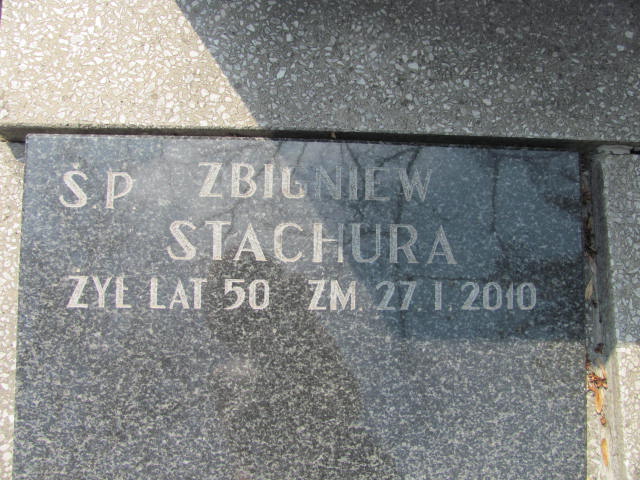 ŚP ZBIGNIEW
STACHURA
ŻYŁ LAT 50 ZM. 27.I.2010